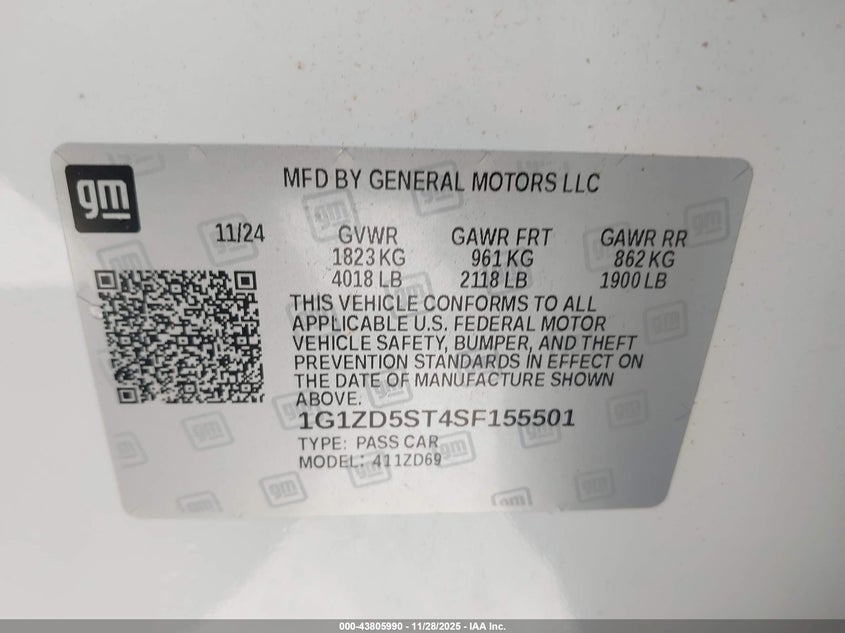 gm
MFD BY GENERAL MOTORS LLC
11/24
GVWR GAWR FRT GAWR RR
1823 KG 961 KG 862 KG
4018 LB 2118 LB 1900 LB
THIS VEHICLE CONFORMS TO ALL
APPLICABLE U.S. FEDERAL MOTOR
VEHICLE SAFETY, BUMPER, AND THEFT
PREVENTION STANDARDS IN EFFECT ON
THE DATE OF MANUFACTURE SHOWN
ABOVE.
1G1ZD5ST4SF155501
TYPE: PASS CAR
MODEL: 411ZD69
000-43805990 - 11/28/2025 - IAA Inc.